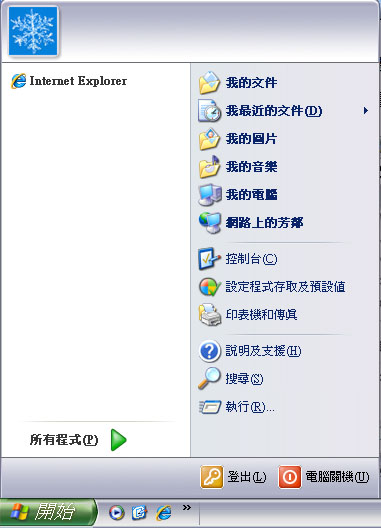 Internet Explorer
所有程式(P)
我的文件
我最近的文件(D)
我的圖片
我的音樂
我的電腦
網路上的芳鄰
控制台(C)
設定程式存取及預設值
印表機和傳真
說明及支援(H)
搜尋(S)
執行(R)...
登出(L) 電腦關機(U)
開始